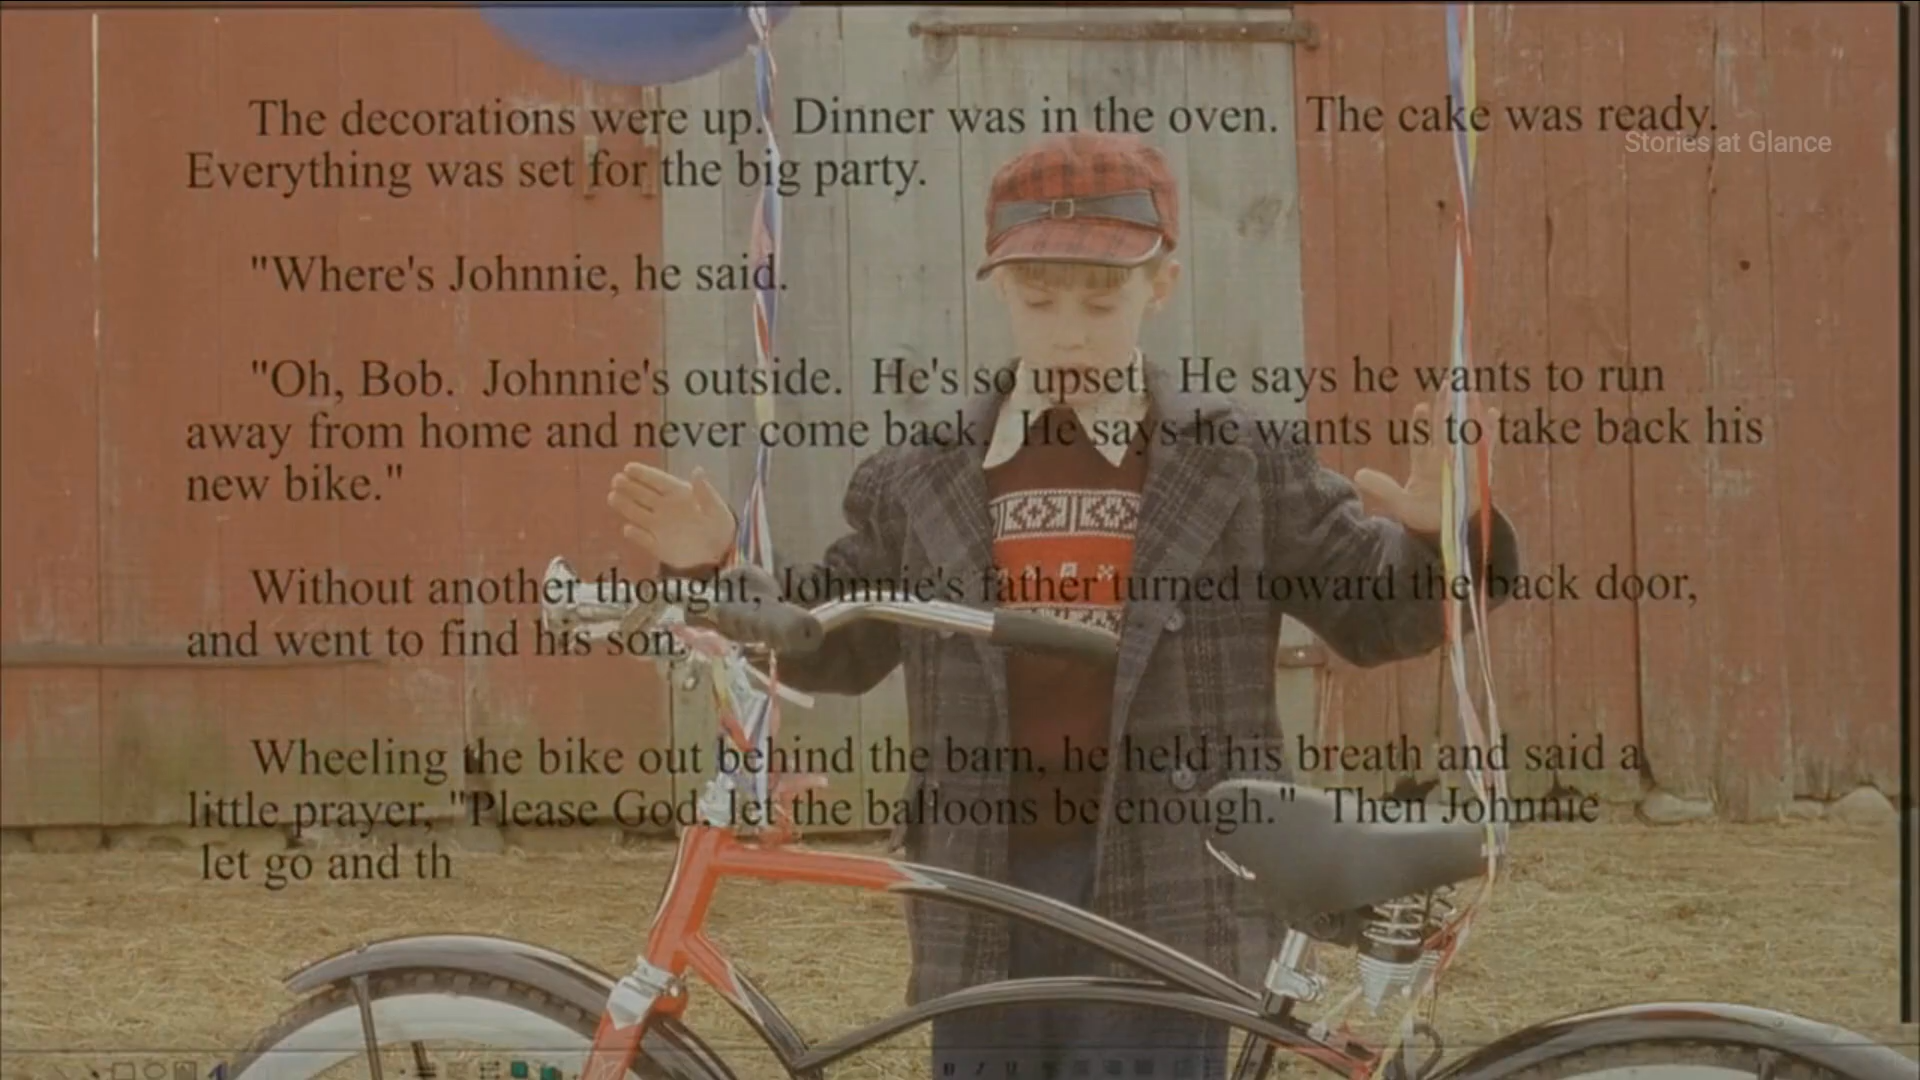 The decorations were up. Dinner was in the oven. The cake was ready.
Stories at Glance
Everything was set for the big party.
"Where's Johnnie, he said.
"Oh, Bob. Johnnie's outside. He's so upset. He says he wants to run
away from home and never come back. He says he wants us to take back his
new bike."
Without another thought, Johnnie's father turned toward the back door,
and went to find his son.
Wheeling the bike out behind the barn, he held his breath and said a
little prayer, "Please God, let the balloons be enough." Then Johnnie
let go and th